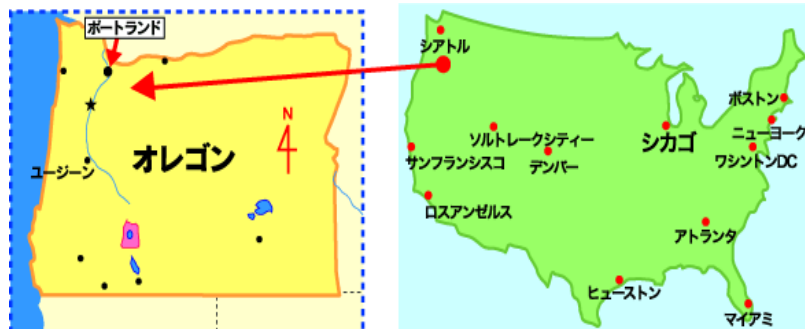 ポートランド
N
オレゴン
ユージーン
シアトル
ボストン
ニューヨーク
ソルトレークシティー
シカゴ
サンフランシスコ
デンバー
ワシントンDC
ロスアンゼルス
アトランタ
ヒューストン
マイアミ